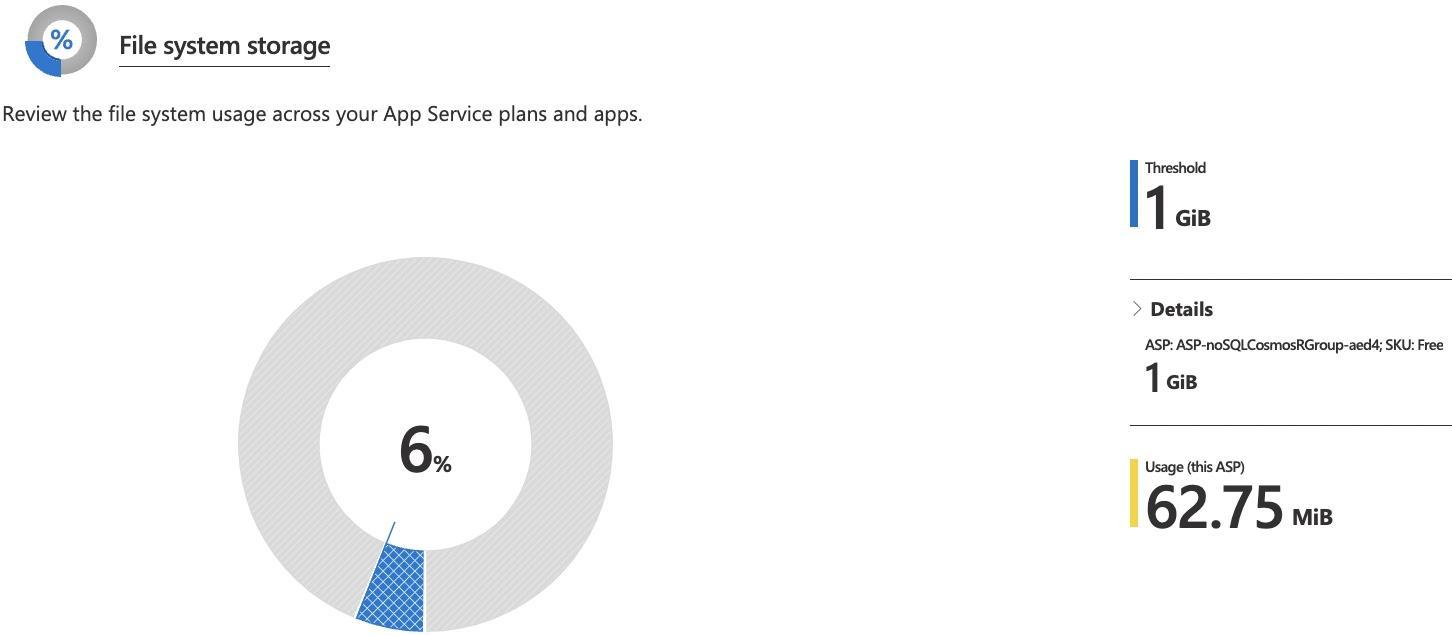 %
File system storage
Review the file system usage across your App Service plans and apps.
Threshold
1 GiB
Details
ASP: ASP-noSQLCosmosRGroup-aed4; SKU: Free
1 GiB
6%
Usage (this ASP)
62.75 MiB